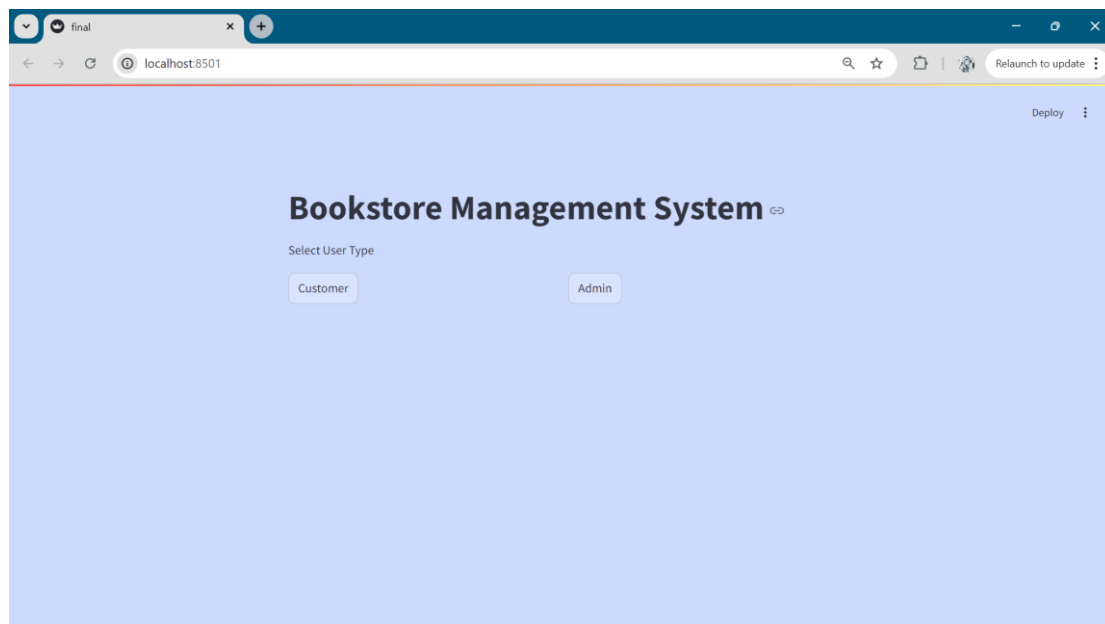 final
localhost:8501
Relaunch to update
Deploy
Bookstore Management System
Select User Type
Customer
Admin